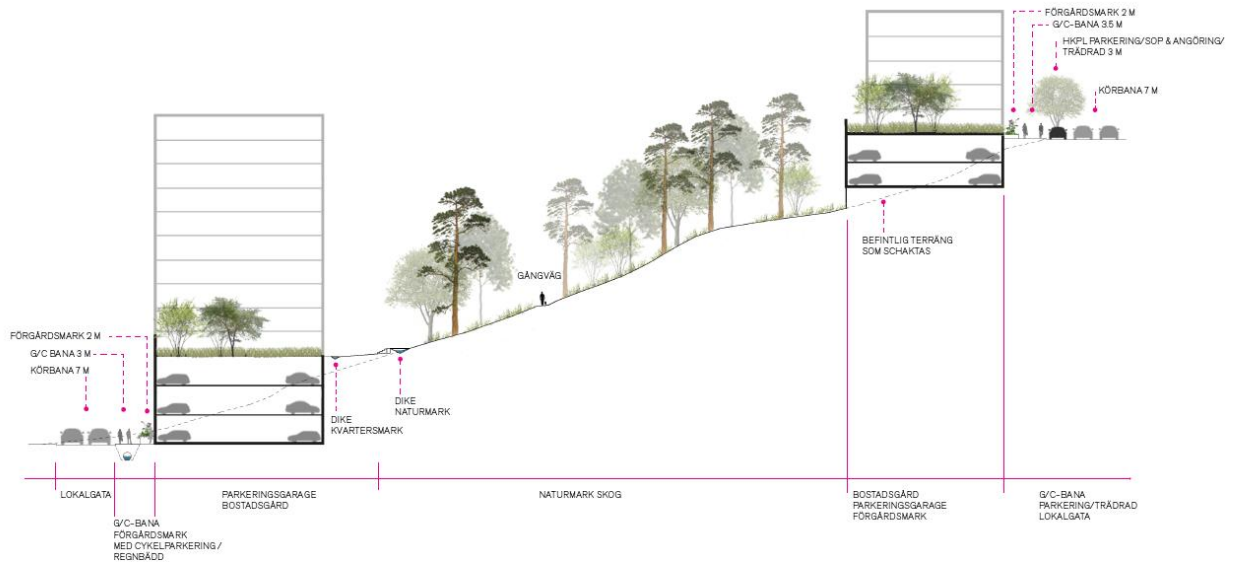 FÖRGÅRDSMARK 2 M
G/C-BANA 3.5 M
HKPL PARKERING/SOP & ANGÖRING/
TRÄDRAD 3 M
KÖRBANA 7 M
BEFINTLIG TERRÄNG
SOM SCHAKTAS
GÅNGVÄG
FÖRGÅRDSMARK 2 M
G/C BANA 3 M
KÖRBANA 7 M
DIKE
KVARTERSMARK
DIKE
NATURMARK
LOKALGATA
G/C-BANA
FÖRGÅRDSMARK
MED CYKELPARKERING /
REGNBÄDD
PARKERINGSGARAGE
BOSTADSGÅRD
NATURMARK SKOG
BOSTADSGÅRD
PARKERINGSGARAGE
FÖRGÅRDSMARK
G/C-BANA
PARKERING/TRÄDRAD
LOKALGATA